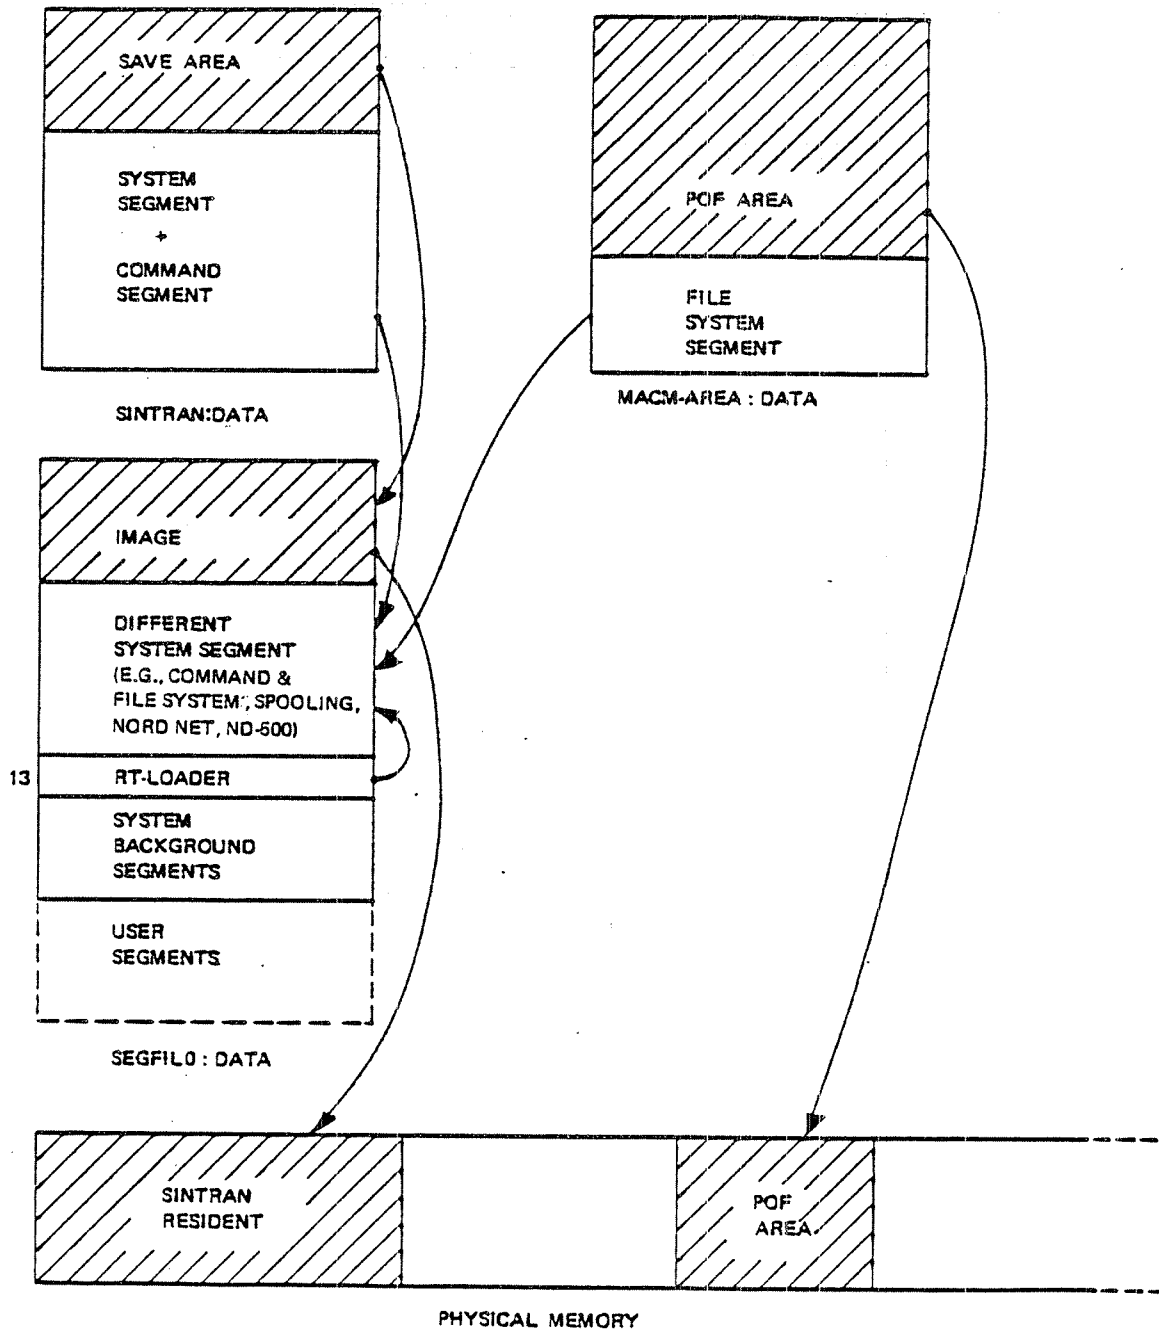 SAVE AREA
SYSTEM
SEGMENT
+
COMMAND
SEGMENT
SINTRAN:DATA
POF AREA
FILE
SYSTEM
SEGMENT
MACM-AREA : DATA
IMAGE
DIFFERENT
SYSTEM SEGMENT
(E.G., COMMAND &
FILE SYSTEM, SPOOLING,
NORD NET, ND-500)
13
RT-LOADER
SYSTEM
BACKGROUND
SEGMENTS
USER
SEGMENTS
SEGFIL0 : DATA
SINTRAN
RESIDENT
POF
AREA
PHYSICAL MEMORY